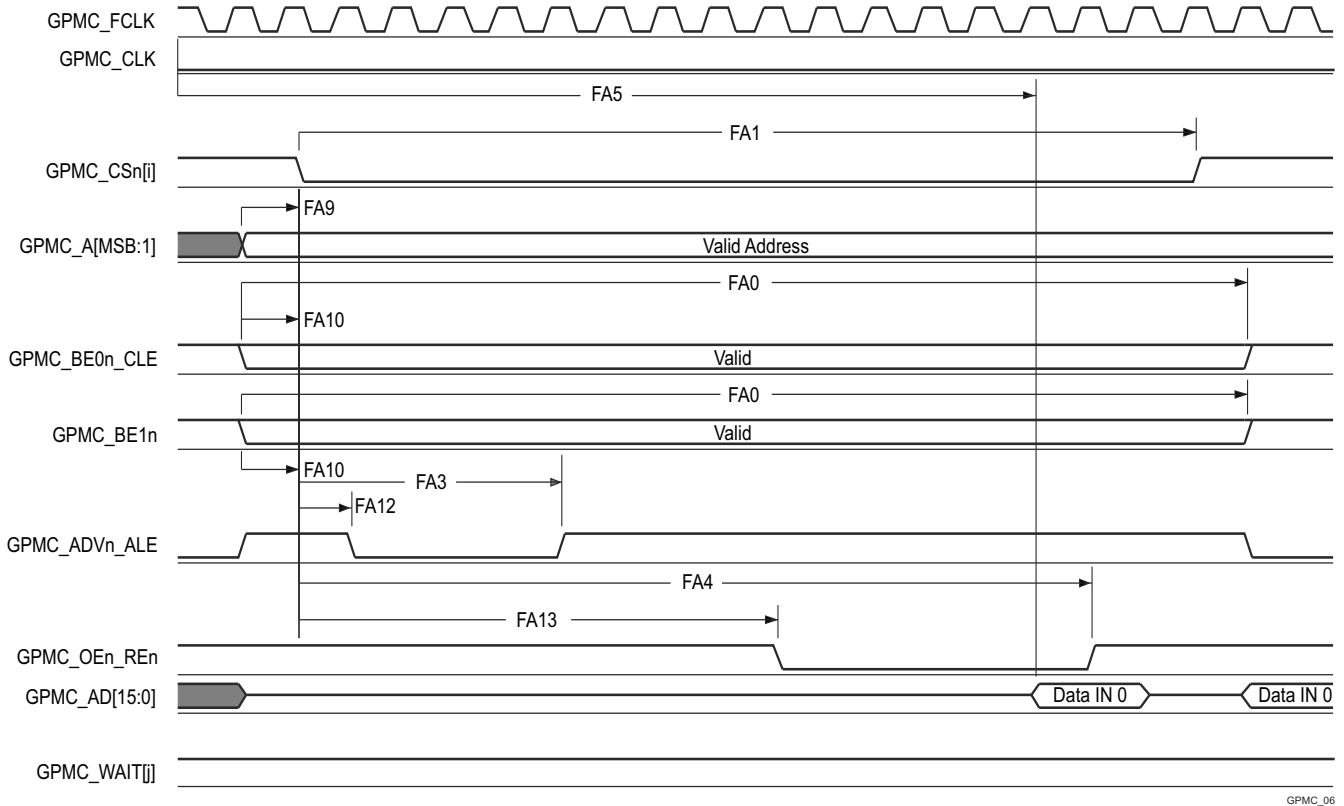 GPMC_FCLK
GPMC_CLK
FA5
FA1
GPMC_CSn[i]
FA9
GPMC_A[MSB:1]
Valid Address
FA0
FA10
GPMC_BE0n_CLE
Valid
FA0
GPMC_BE1n
Valid
FA10
FA3
FA12
GPMC_ADVn_ALE
FA4
FA13
GPMC_OEn_REn
GPMC_AD[15:0]
Data IN 0
Data IN 0
GPMC_WAIT[j]
GPMC_06